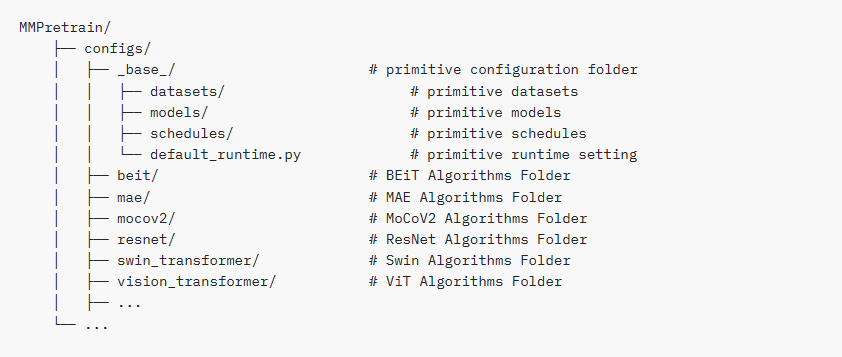 MMPretrain/
    ├── configs/
    │   ├── _base_/                       # primitive configuration folder
    │   │   ├── datasets/                      # primitive datasets
    │   │   ├── models/                        # primitive models
    │   │   ├── schedules/                     # primitive schedules
    │   │   └── default_runtime.py             # primitive runtime setting
    │   ├── beit/                         # BEiT Algorithms Folder
    │   ├── mae/                          # MAE Algorithms Folder
    │   ├── mocov2/                       # MoCoV2 Algorithms Folder
    │   ├── resnet/                       # ResNet Algorithms Folder
    │   ├── swin_transformer/             # Swin Algorithms Folder
    │   ├── vision_transformer/           # ViT Algorithms Folder
    │   ├── ...
    └── ...